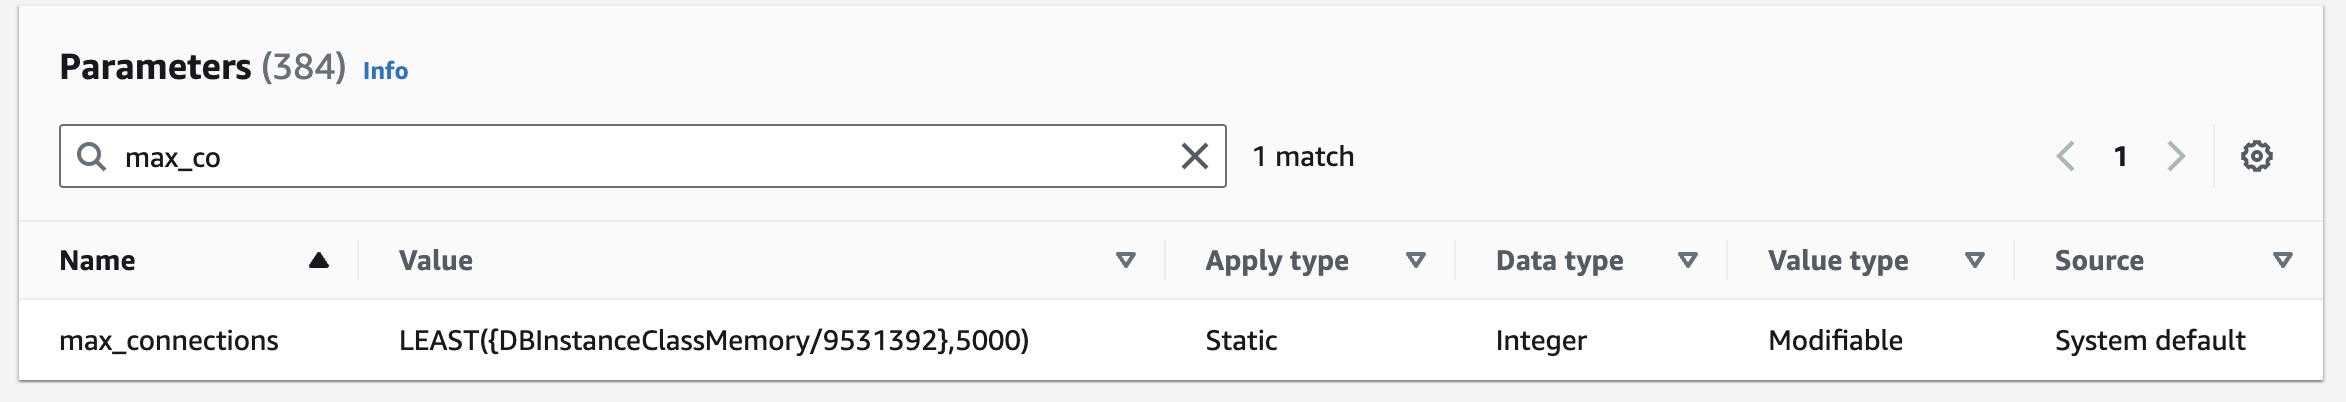 Parameters (384) Info
max_co
1 match
1
Name Value Apply type Data type Value type Source
max_connections LEAST({DBInstanceClassMemory/9531392},5000) Static Integer Modifiable System default